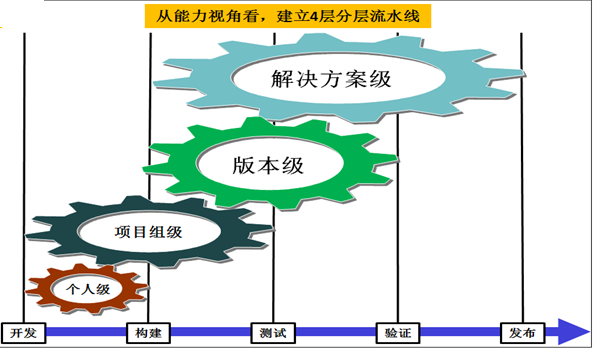 从能力视角看，建立4层分层流水线
解决方案级
版本级
项目组级
个人级
开发
构建
测试
验证
发布